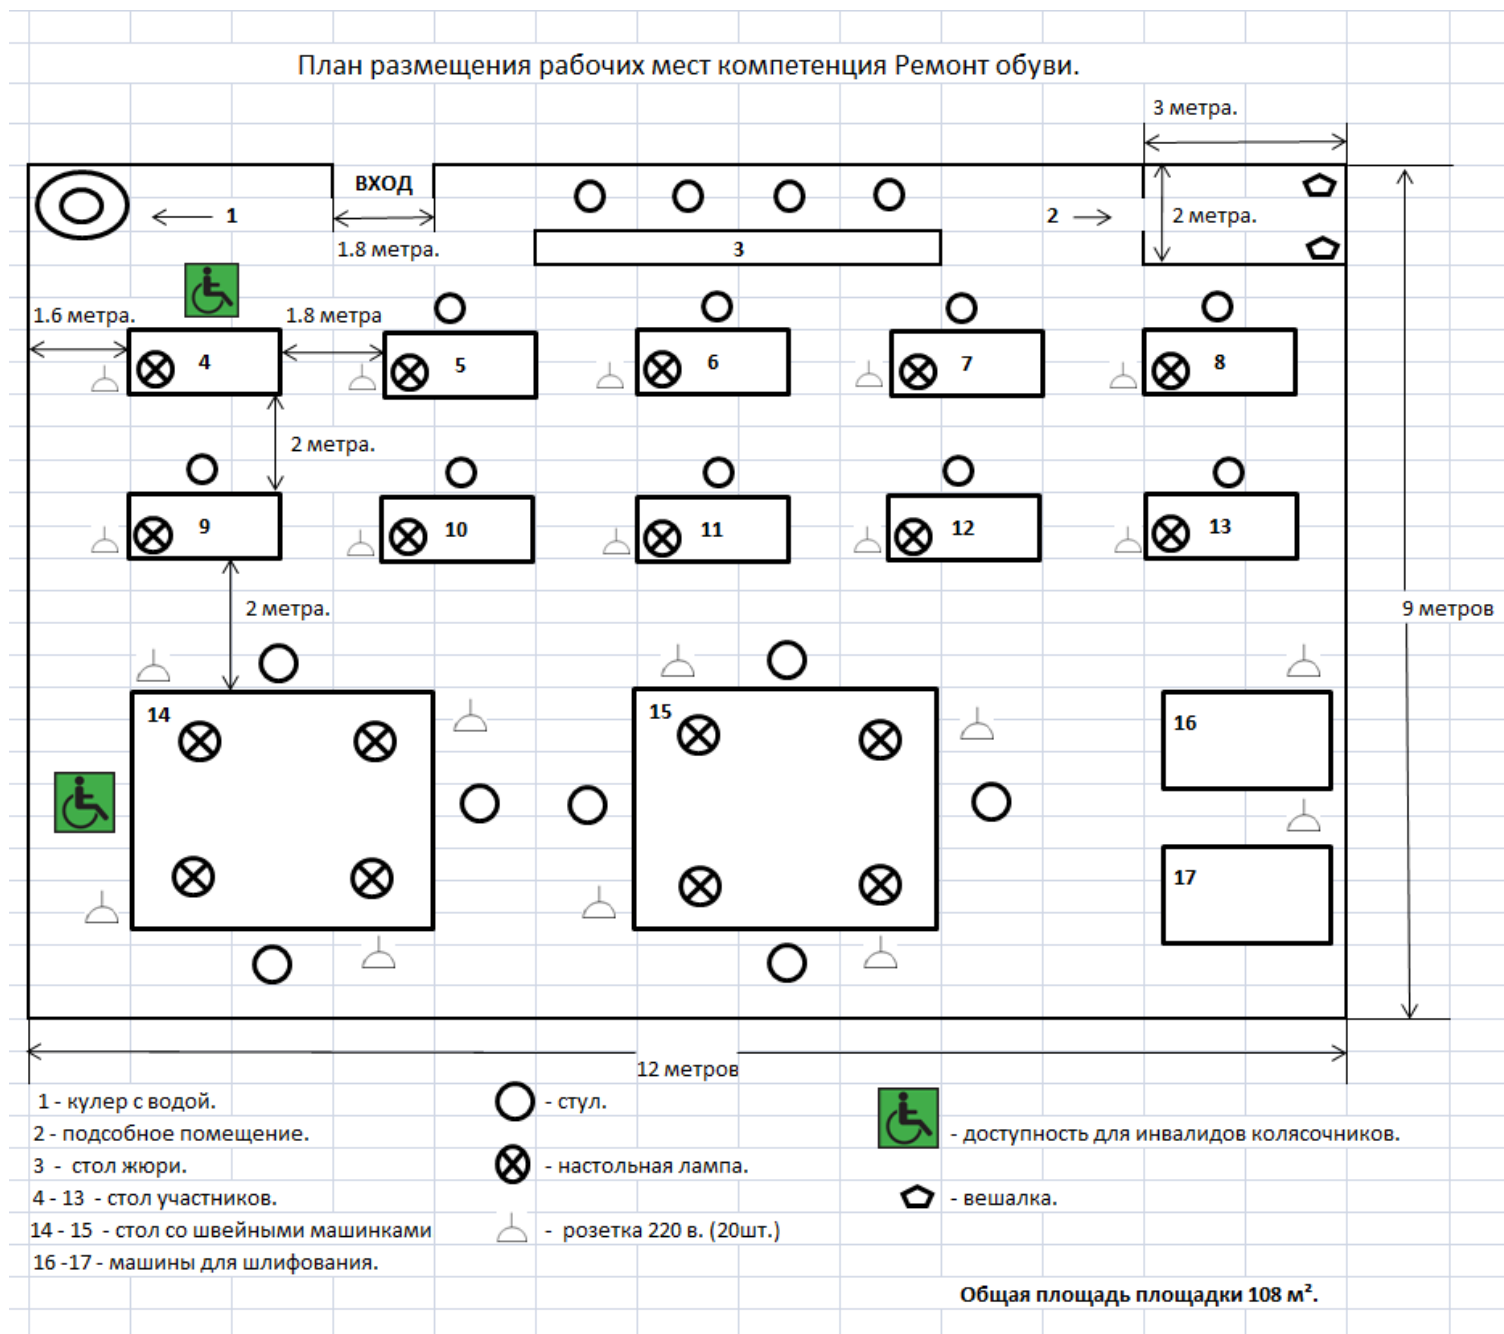 План размещения рабочих мест компетенция Ремонт обуви.
3 метра.
ВХОД
1
2
2 метра.
1.8 метра.
3
1.6 метра.
1.8 метра
4
5
6
7
8
2 метра.
9
10
11
12
13
2 метра.
9 метров
14
15
16
17
12 метров
1 - кулер с водой.
- стул.
2 - подсобное помещение.
- доступность для инвалидов колясочников.
3 - стол жюри.
- настольная лампа.
4 - 13 - стол участников.
- вешалка.
14 - 15 - стол со швейными машинками
- розетка 220 в. (20шт.)
16 -17 - машины для шлифования.
Общая площадь площадки 108 м².